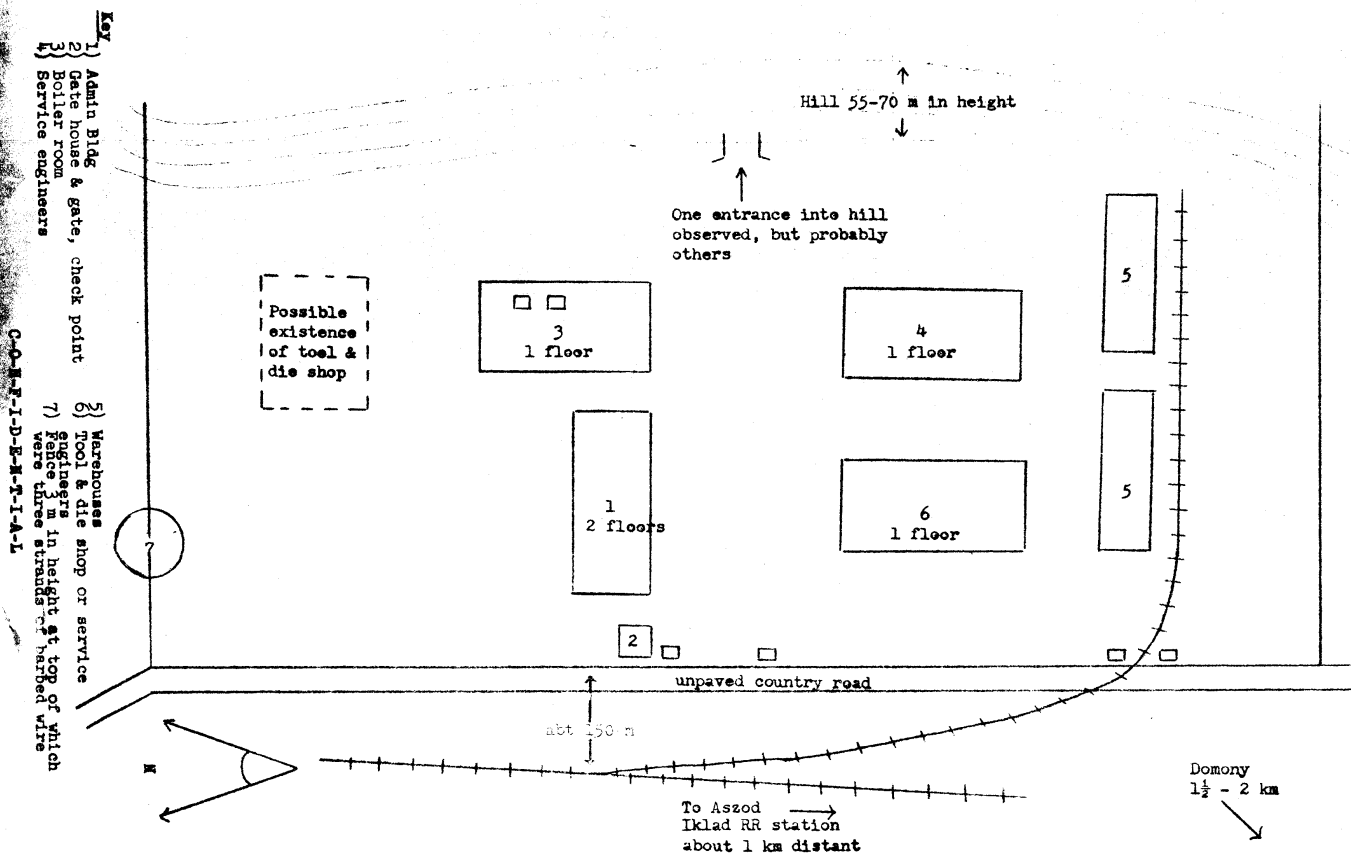 Key
1) Admin Bldg
2) Gate house & gate, check point
3) Boiler room
4) Service engineers
5) Warehouses
6) Tool & die shop or service
engineers
7) Fence 3 m in height at top of which
were three strands of barbed wire
C-O-N-F-I-D-E-N-T-I-A-L
Hill 55-70 m in height
One entrance into hill
observed, but probably
others
Possible
existence
of tool &
die shop
3
1 floor
4
1 floor
5
1
2 floors
6
1 floor
5
7
2
unpaved country road
abt 150 m
N
To Aszod
Iklad RR station
about 1 km distant
Domony
1½ - 2 km